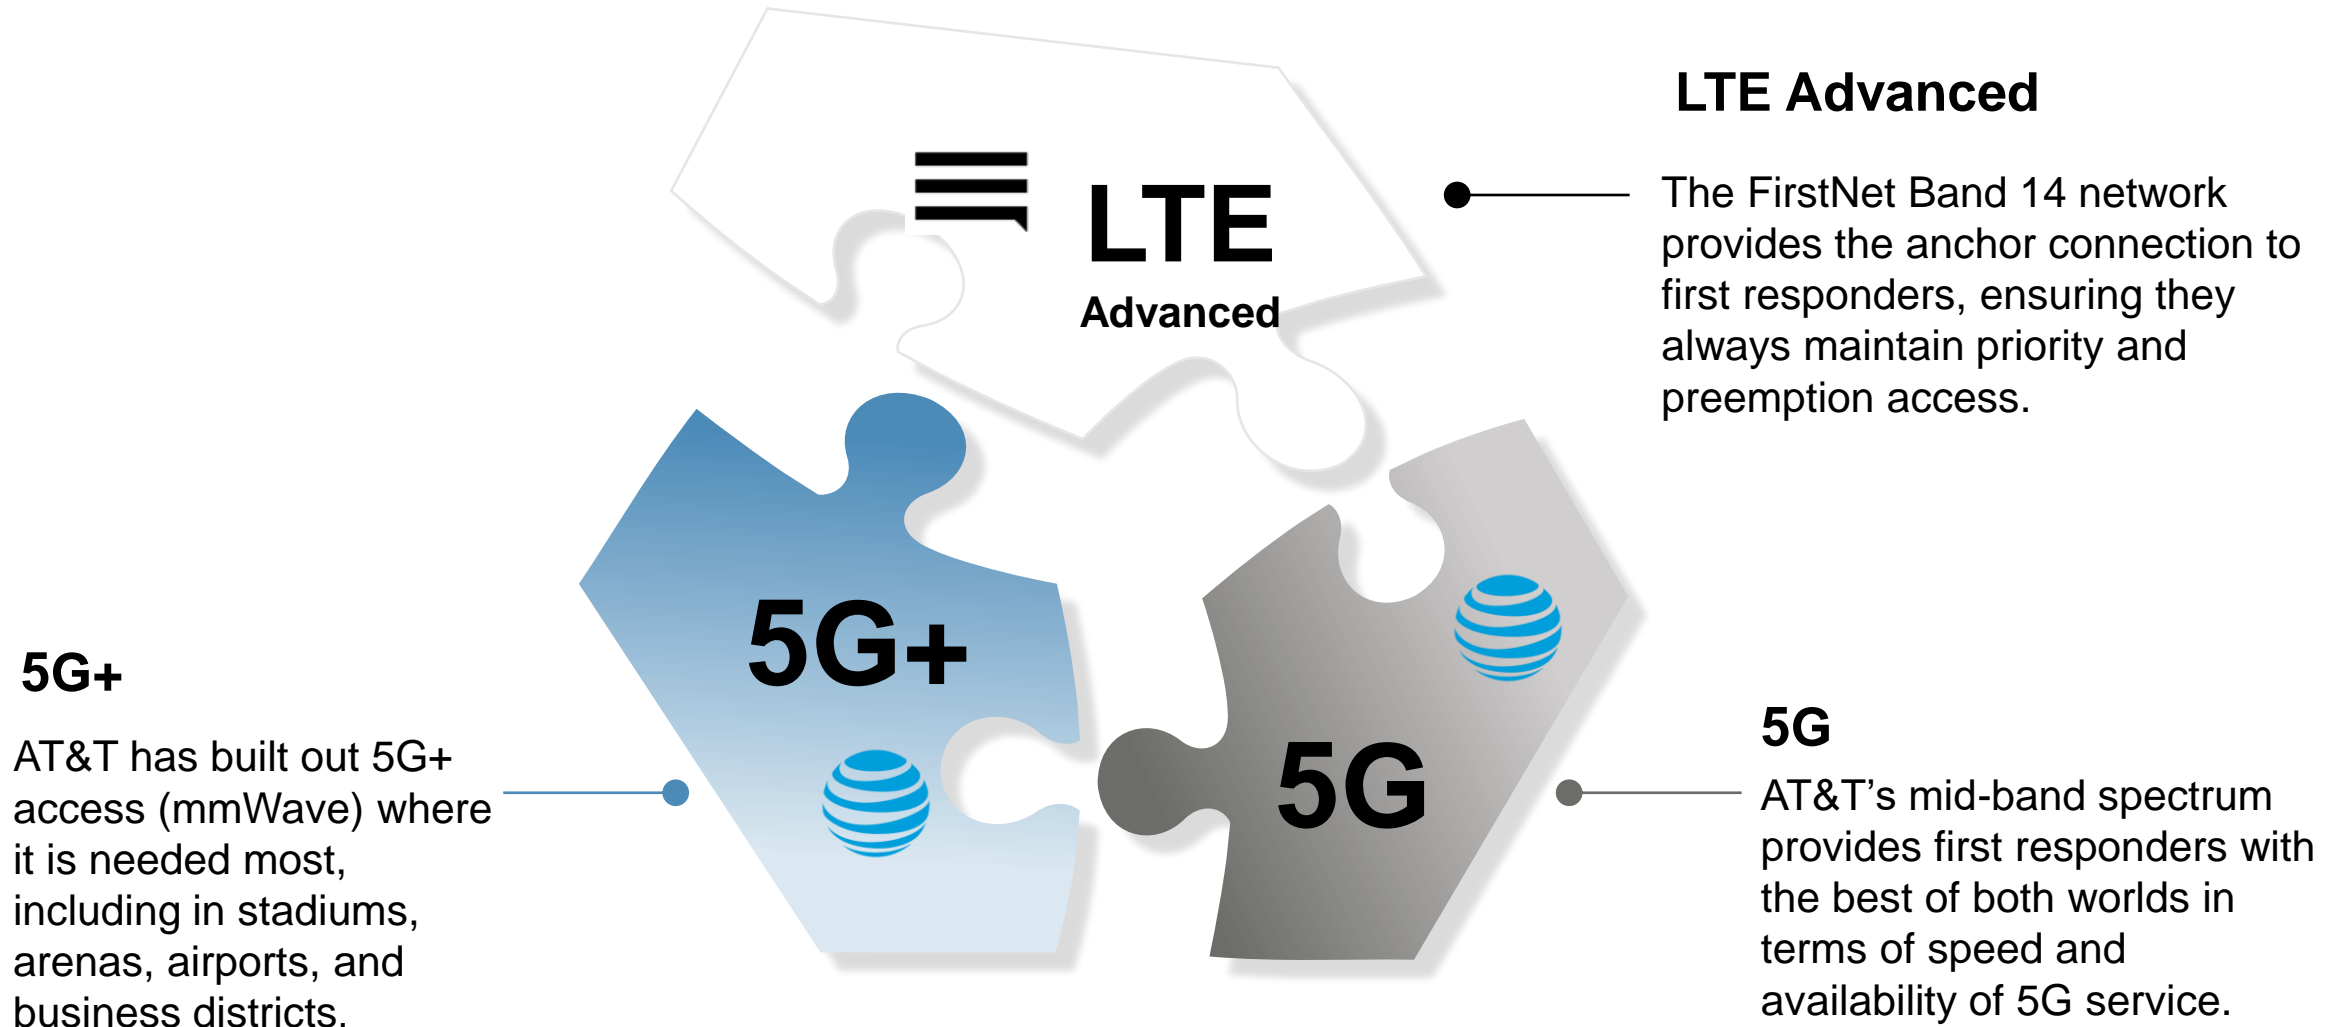 LTE
Advanced
LTE Advanced
The FirstNet Band 14 network
provides the anchor connection to
first responders, ensuring they
always maintain priority and
preemption access.
5G+
5G+
AT&T has built out 5G+
access (mmWave) where
it is needed most,
including in stadiums,
arenas, airports, and
business districts.
5G
5G
AT&T’s mid-band spectrum
provides first responders with
the best of both worlds in
terms of speed and
availability of 5G service.